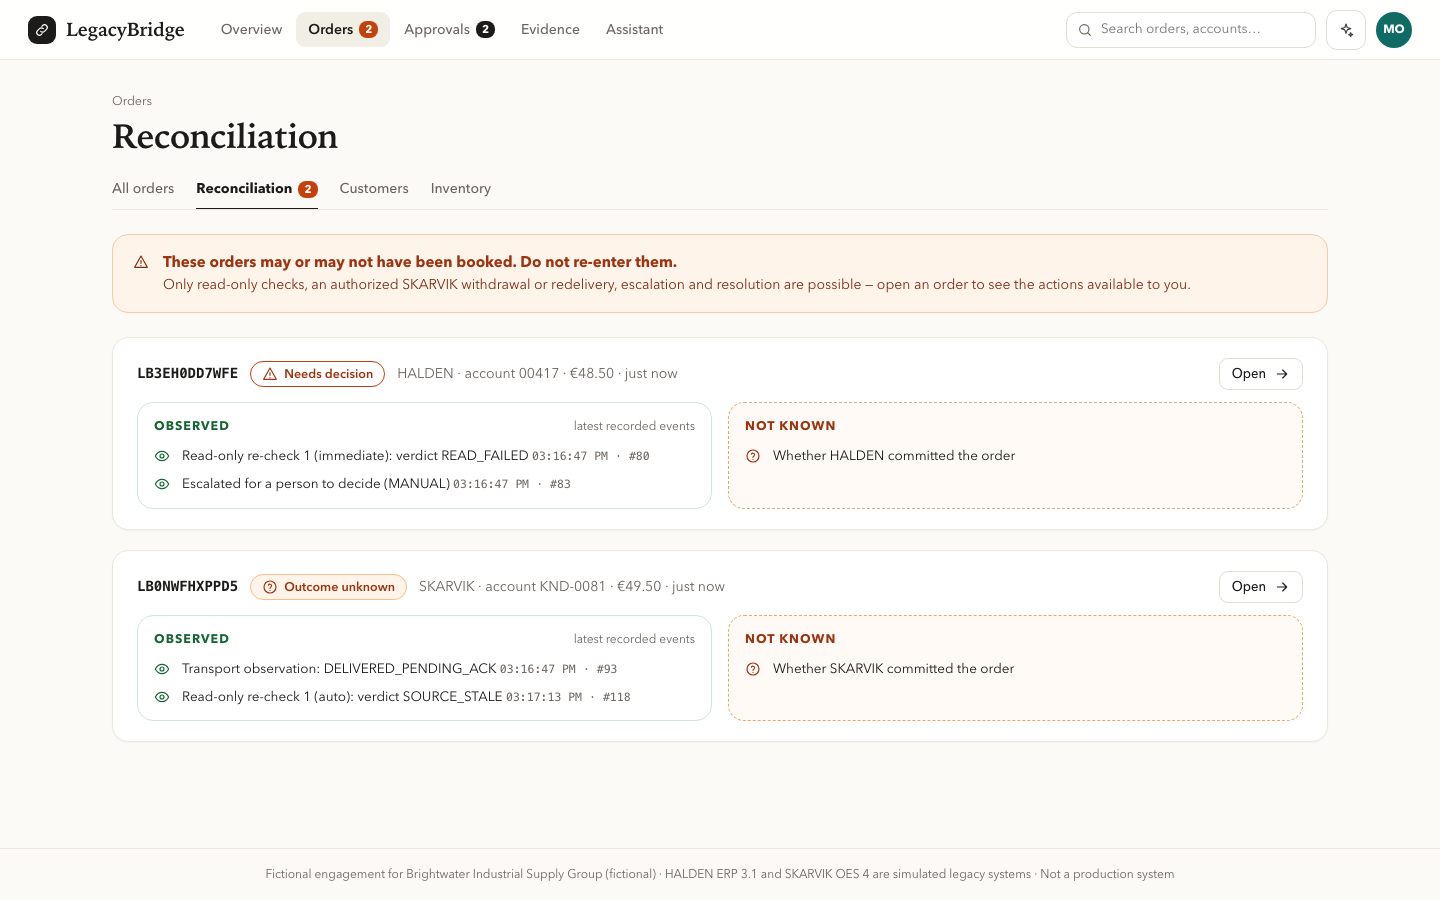 LegacyBridge
Overview
Orders 2
Approvals 2
Evidence
Assistant
Search orders, accounts...
MO
Orders
Reconciliation
All orders
Reconciliation 2
Customers
Inventory
These orders may or may not have been booked. Do not re-enter them.
Only read-only checks, an authorized SKARVIK withdrawal or redelivery, escalation and resolution are possible — open an order to see the actions available to you.
LB3EH0DD7WFE Needs decision HALDEN · account 00417 · €48.50 · just now Open →
OBSERVED latest recorded events
Read-only re-check 1 (immediate): verdict READ_FAILED 03:16:47 PM · #80
Escalated for a person to decide (MANUAL) 03:16:47 PM · #83
NOT KNOWN
Whether HALDEN committed the order
LB0NWFHXPPD5 Outcome unknown SKARVIK · account KND-0081 · €49.50 · just now Open →
OBSERVED latest recorded events
Transport observation: DELIVERED_PENDING_ACK 03:16:47 PM · #93
Read-only re-check 1 (auto): verdict SOURCE_STALE 03:17:13 PM · #118
NOT KNOWN
Whether SKARVIK committed the order
Fictional engagement for Brightwater Industrial Supply Group (fictional) · HALDEN ERP 3.1 and SKARVIK OES 4 are simulated legacy systems · Not a production system